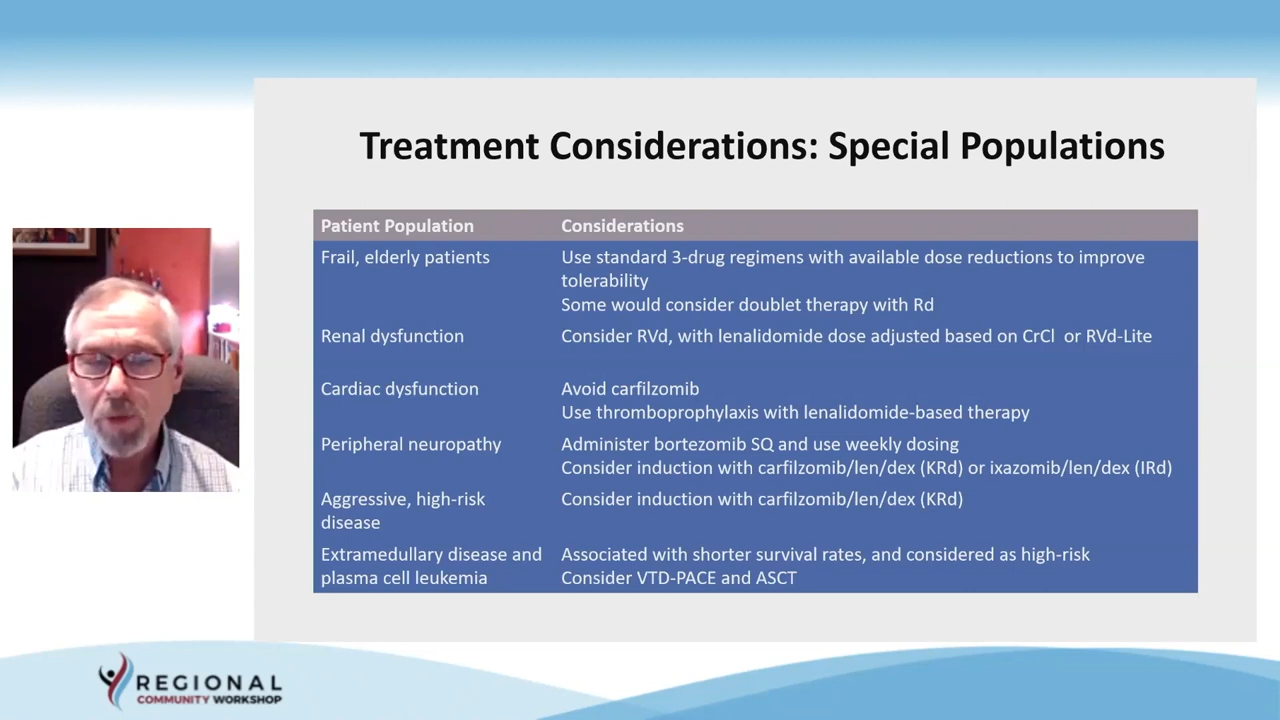 Treatment Considerations: Special Populations
Patient Population Considerations
Frail, elderly patients Use standard 3-drug regimens with available dose reductions to improve
tolerability
Some would consider doublet therapy with Rd
Renal dysfunction Consider RVd, with lenalidomide dose adjusted based on CrCl or RVd-Lite
Cardiac dysfunction Avoid carfilzomib
Use thromboprophylaxis with lenalidomide-based therapy
Peripheral neuropathy Administer bortezomib SQ and use weekly dosing
Consider induction with carfilzomib/len/dex (KRd) or ixazomib/len/dex (IRd)
Aggressive, high-risk Consider induction with carfilzomib/len/dex (KRd)
disease
Extramedullary disease and Associated with shorter survival rates, and considered as high-risk
plasma cell leukemia Consider VTD-PACE and ASCT
REGIONAL
COMMUNITY WORKSHOP